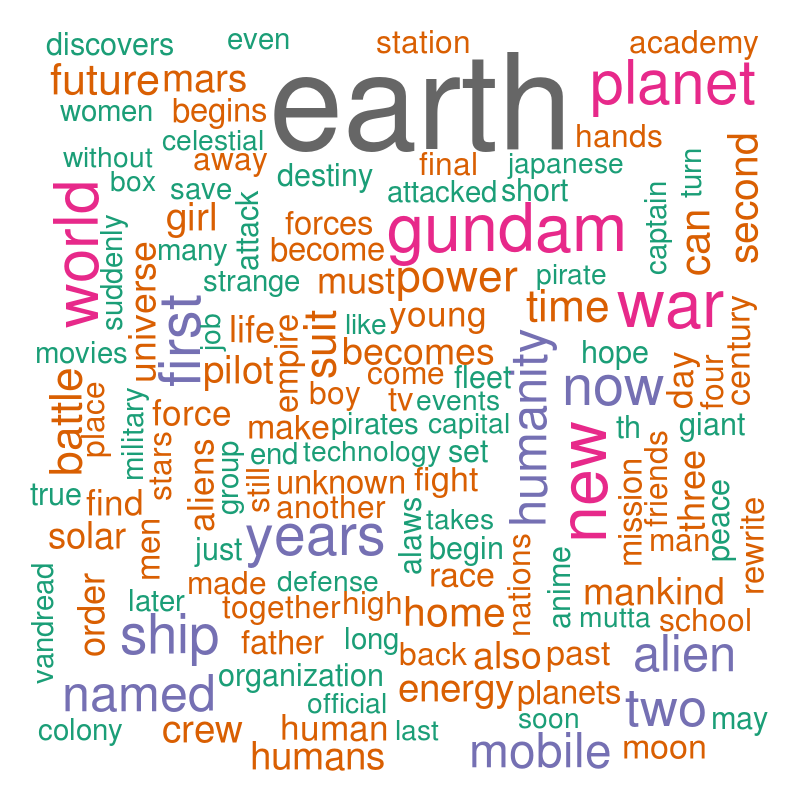 discovers even station academy
future mars earth planet
women begins
celestial hands
without away final japanese second
box save destiny attacked short turn
world girl attack forces gundam captain can
suddenly many become
universe strange must power pirate
first job life empire suit like young time war century
movies pilot becomes humanity hope day four
battle place boy come fleet now
military force tv events
make pirates capital new th giant
stars aliens group end technology set friends three
true find still unknown fight mission
solar men another alaws takes man peace rewrite
years just begin nations anime
vandread order made defense race mankind
later together high home mutta school
ship father long back also past alien
organization
named official energy planets two
colony crew human last soon may
humans mobile moon